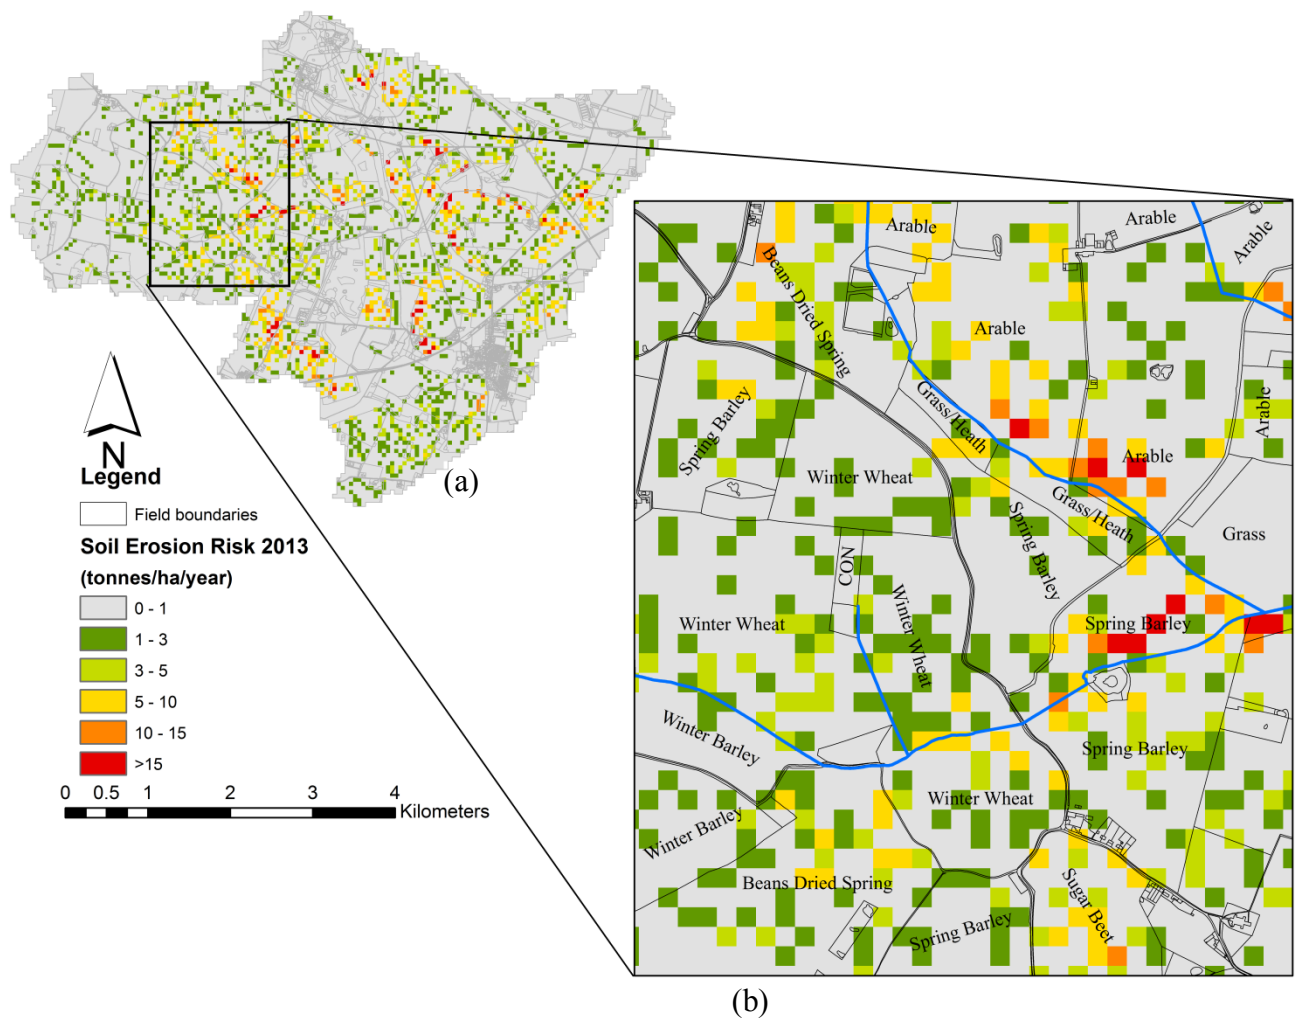 (a)
N
Legend
Field boundaries
Soil Erosion Risk 2013
(tonnes/ha/year)
0 - 1
1 - 3
3 - 5
5 - 10
10 - 15
>15
0 0.5 1 2 3 4
Kilometers
Arable
Arable
Arable
Beans Dried Spring
Arable
Grass/Heath
Arable
Spring Barley
Winter Wheat
Arable
Grass/Heath
Spring Barley
Grass
CON
Winter Wheat
Winter Wheat
Spring Barley
Winter Barley
Spring Barley
Winter Wheat
Winter Barley
Beans Dried Spring
Sugar Beet
Spring Barley
(b)